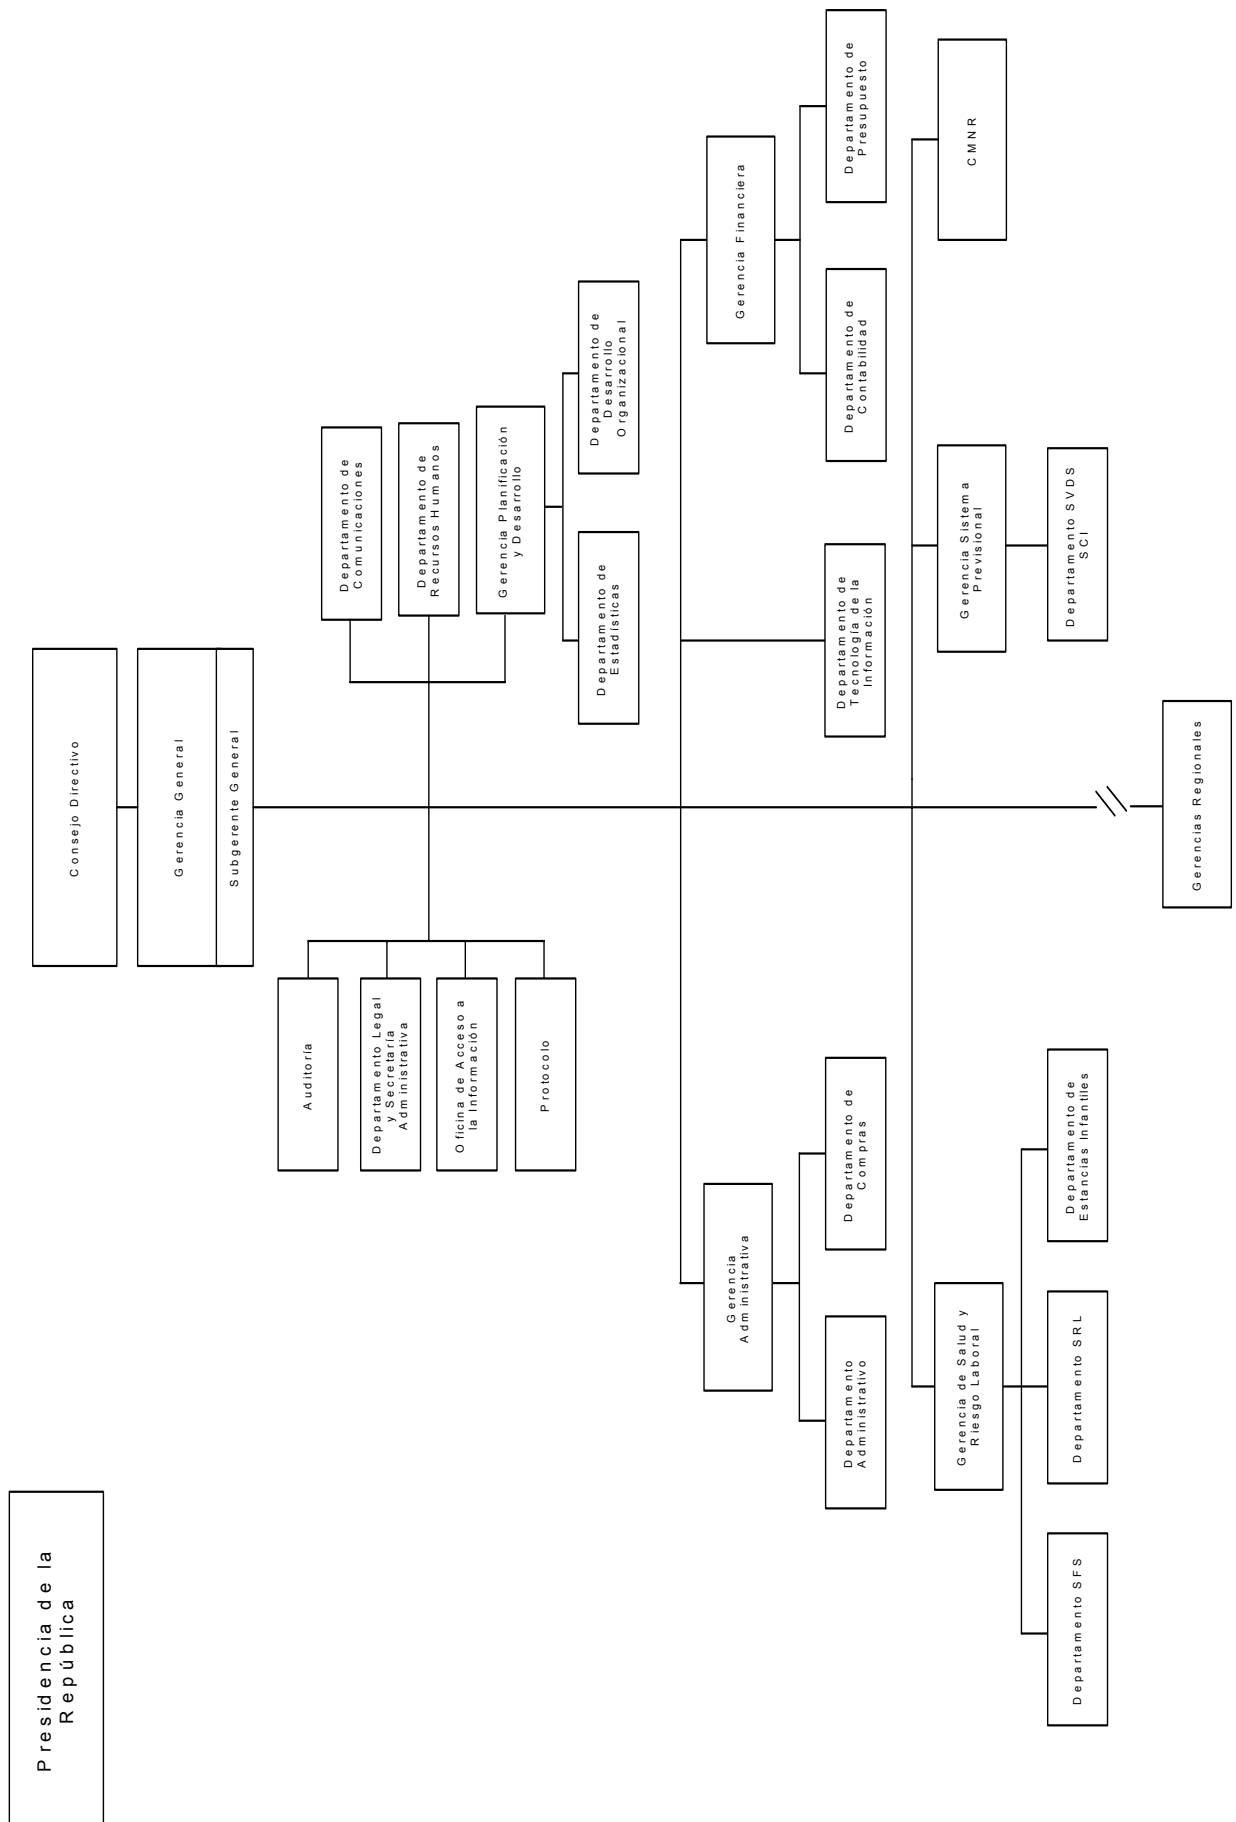 Presidencia de la
República
Consejo Directivo
Gerencia General
Subgerente General
Auditoría
Departamento Legal
y Secretaría
Administrativa
Oficina de Acceso a
la Información
Protocolo
Departamento de
Comunicaciones
Departamento de
Recursos Humanos
Gerencia Planificación
y Desarrollo
Departamento de
Estadísticas
Departamento de
Desarrollo
Organizacional
Gerencia
Administrativa
Departamento
Administrativo
Departamento de
Compras
Departamento de
Tecnología de la
Información
Gerencia Financiera
Departamento de
Contabilidad
Departamento de
Presupuesto
Gerencia de Salud y
Riesgo Laboral
Departamento SFS
Departamento SRL
Departamento de
Estancias Infantiles
Gerencia Sistema
Previsional
Departamento SVDS
SCI
CMNR
Gerencias Regionales